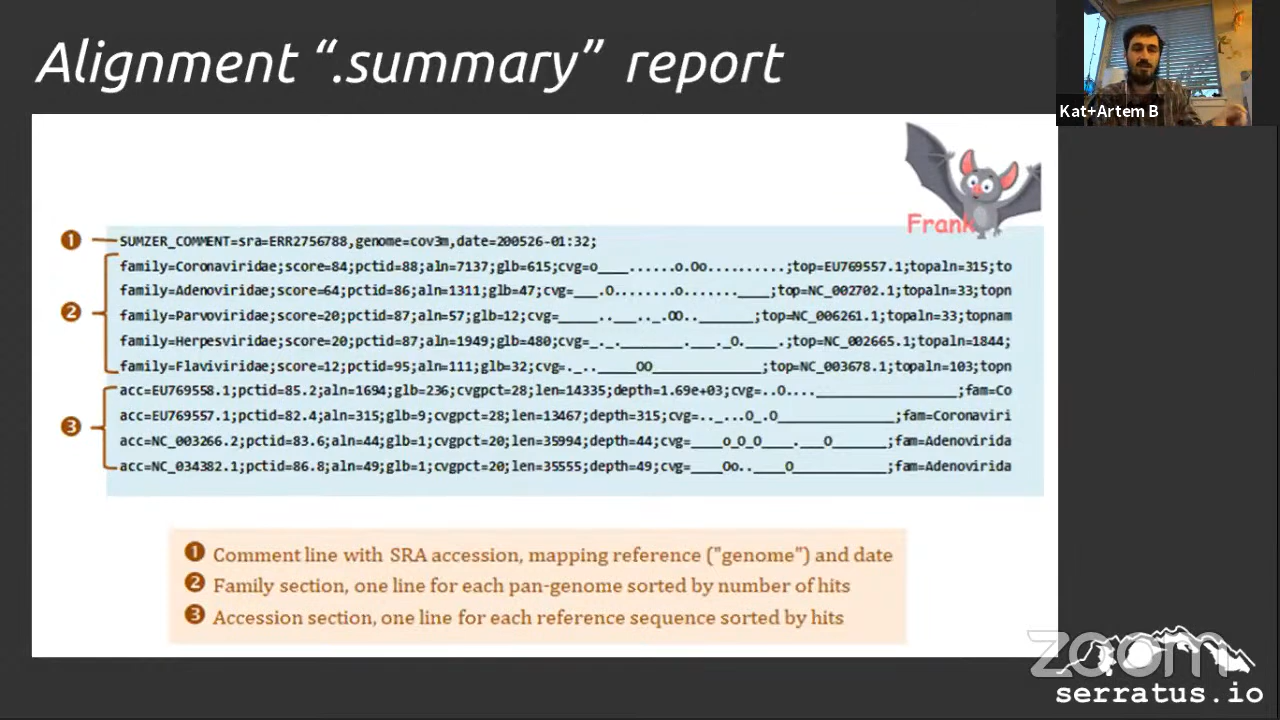 Alignment “.summary” report
Kat+Artem B
Frank
1 SUMZER_COMMENT=sra=ERR2756788,genome=cov3m,date=200526-01:32;
family=Coronaviridae;score=84;pctid=88;aln=7137;glb=615;cvg=o____......o.Oo..........;top=EU769557.1;topaln=315;to
family=Adenoviridae;score=64;pctid=86;aln=1311;glb=47;cvg=___.O........o.......____;top=NC_002702.1;topaln=33;topn
2 family=Parvoviridae;score=20;pctid=87;aln=57;glb=12;cvg=_____..__.._.OO.._______;top=NC_006261.1;topaln=33;topnam
family=Herpesviridae;score=20;pctid=87;aln=1949;glb=480;cvg=_._.________.___._O.____.;top=NC_002665.1;topaln=1844;
family=Flaviviridae;score=12;pctid=95;aln=111;glb=32;cvg=._.._____OO______________;top=NC_003678.1;topaln=103;topn
acc=EU769558.1;pctid=85.2;aln=1694;glb=236;cvgpct=28;len=14335;depth=1.69e+03;cvg=..O....__________________;fam=Co
3 acc=EU769557.1;pctid=82.4;aln=315;glb=9;cvgpct=28;len=13467;depth=315;cvg=.._...O_.O_______________;fam=Coronaviri
acc=NC_003266.2;pctid=83.6;aln=44;glb=1;cvgpct=20;len=35994;depth=44;cvg=____o_O_O____.___O_______;fam=Adenovirida
acc=NC_034382.1;pctid=86.8;aln=49;glb=1;cvgpct=20;len=35555;depth=49;cvg=____Oo..____O____________;fam=Adenovirida
1 Comment line with SRA accession, mapping reference ("genome") and date
2 Family section, one line for each pan-genome sorted by number of hits
3 Accession section, one line for each reference sequence sorted by hits
zoom
serratus.io